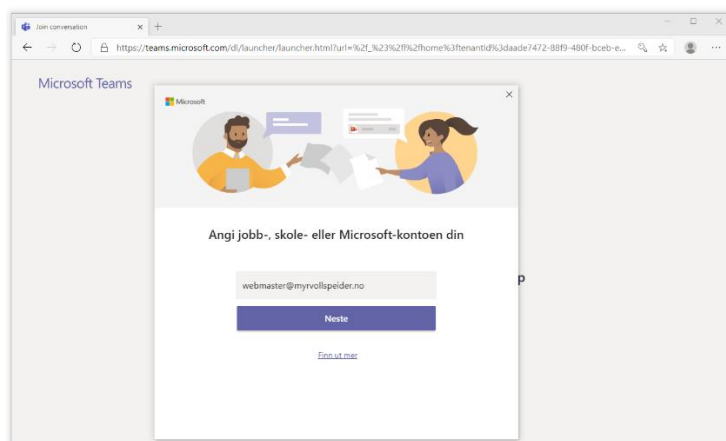 Join conversation
https://teams.microsoft.com/dl/launcher/launcher.html?url=%2f_%23%2fl%2fhome%3ftenantid%3daade7472-88f9-480f-bceb-e...
Microsoft Teams
Microsoft
Angi jobb-, skole- eller Microsoft-kontoen din
webmaster@myrvollspeider.no
Neste
Finn ut mer